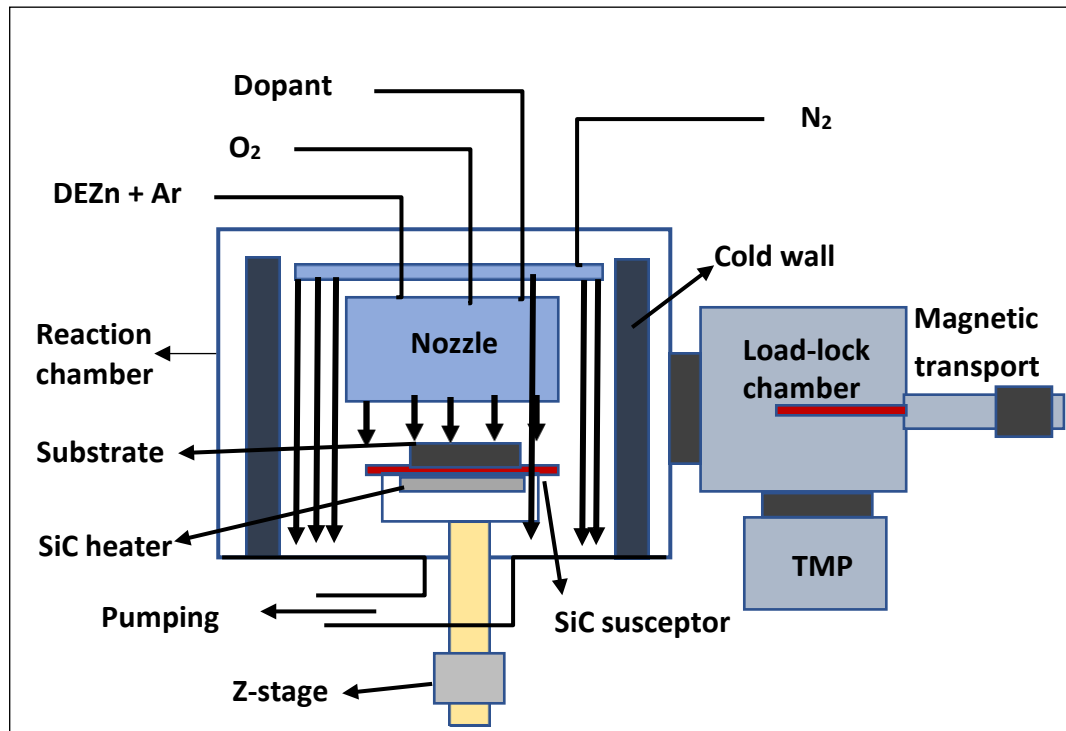 Dopant
N₂
O₂
DEZn + Ar
Cold wall
Reaction
chamber
Nozzle
Load-lock
chamber
Magnetic
transport
Substrate
SiC heater
TMP
Pumping
SiC susceptor
Z-stage